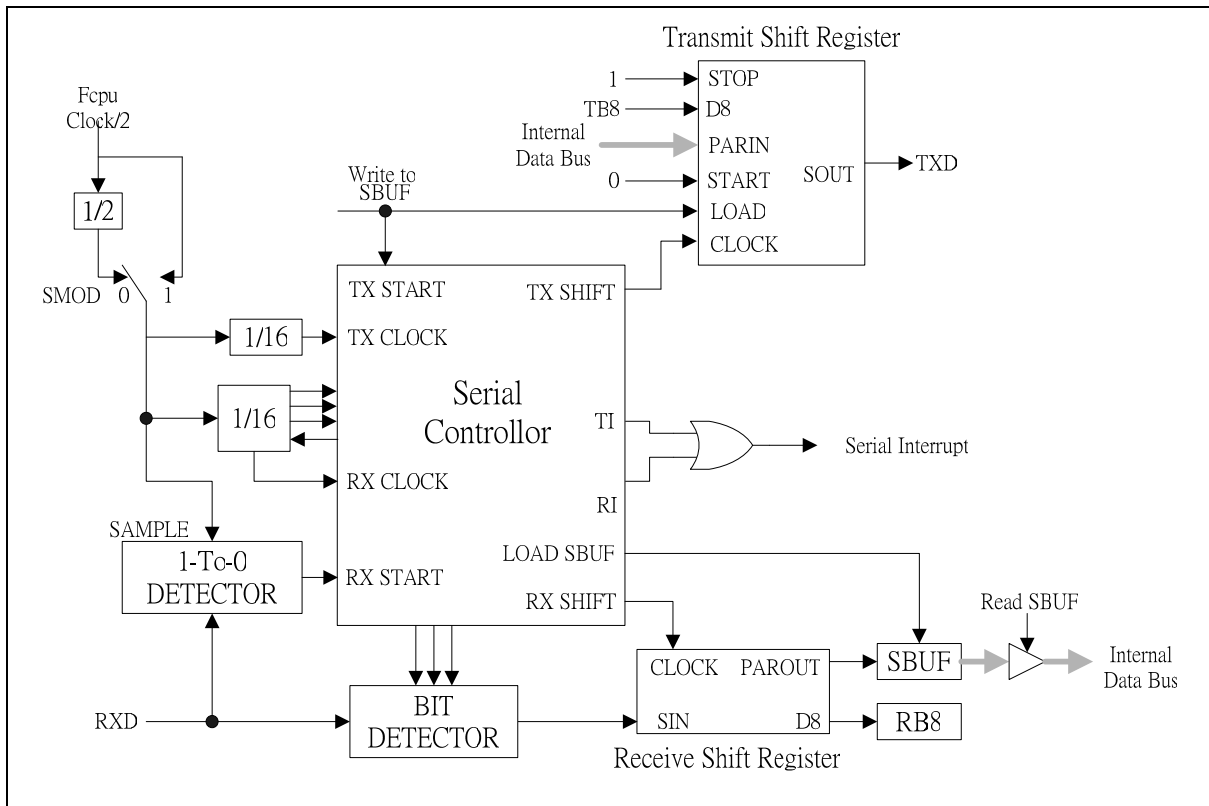 Transmit Shift Register
1
STOP
TB8
D8
Internal
Data Bus
PARIN
0
START
SOUT
TXD
LOAD
CLOCK
Fcpu
Clock/2
1/2
SMOD 0 1
Write to
SBUF
TX START
TX SHIFT
1/16
TX CLOCK
1/16
Serial
Controllor
TI
RI
Serial Interrupt
RX CLOCK
SAMPLE
1-To-0
DETECTOR
RX START
LOAD SBUF
RX SHIFT
Read SBUF
CLOCK
PAROUT
SBUF
Internal
Data Bus
RXD
BIT
DETECTOR
SIN
D8
RB8
Receive Shift Register